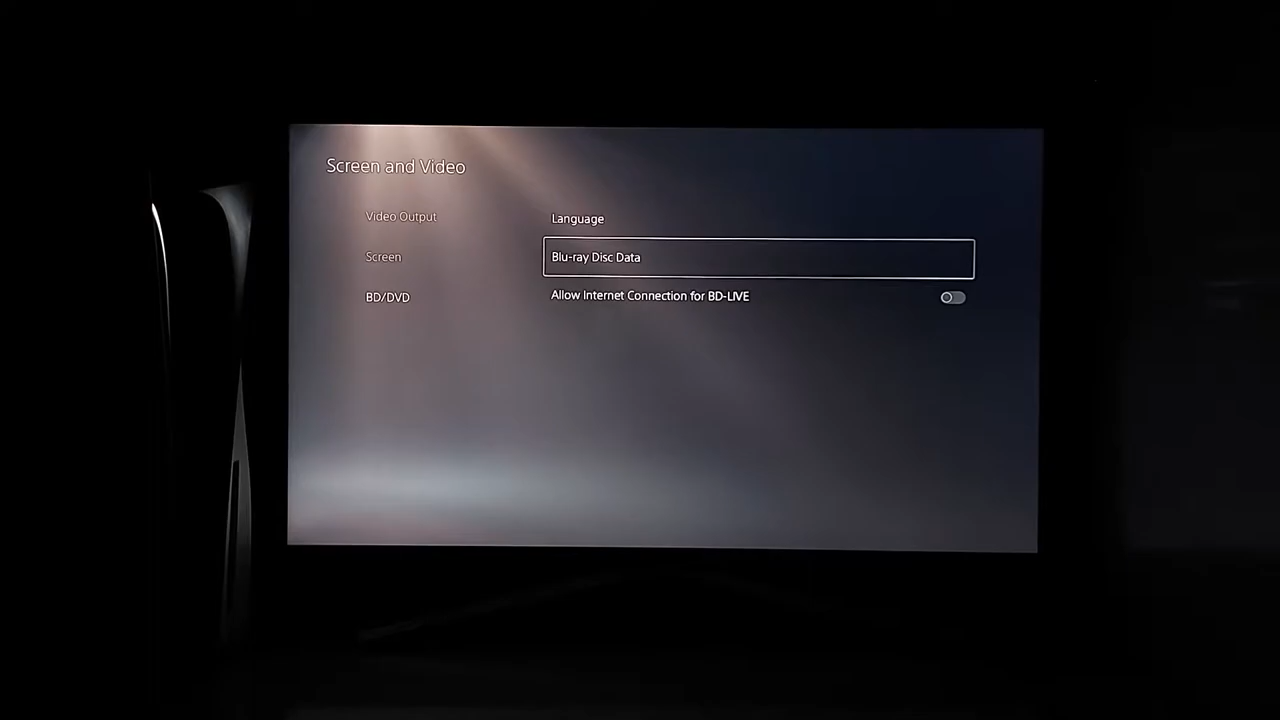 Screen and Video
Video Output
Screen
BD/DVD
Language
Blu-ray Disc Data
Allow Internet Connection for BD-LIVE